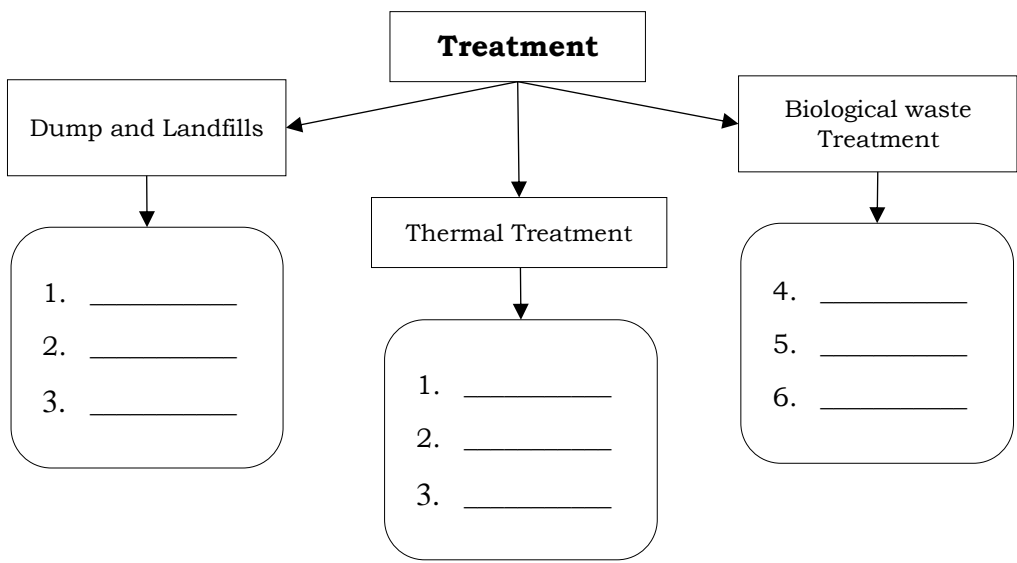 Treatment
Dump and Landfills
1. ___________
2. ___________
3. ___________
Thermal Treatment
1. ___________
2. ___________
3. ___________
Biological waste
Treatment
4. ___________
5. ___________
6. ___________